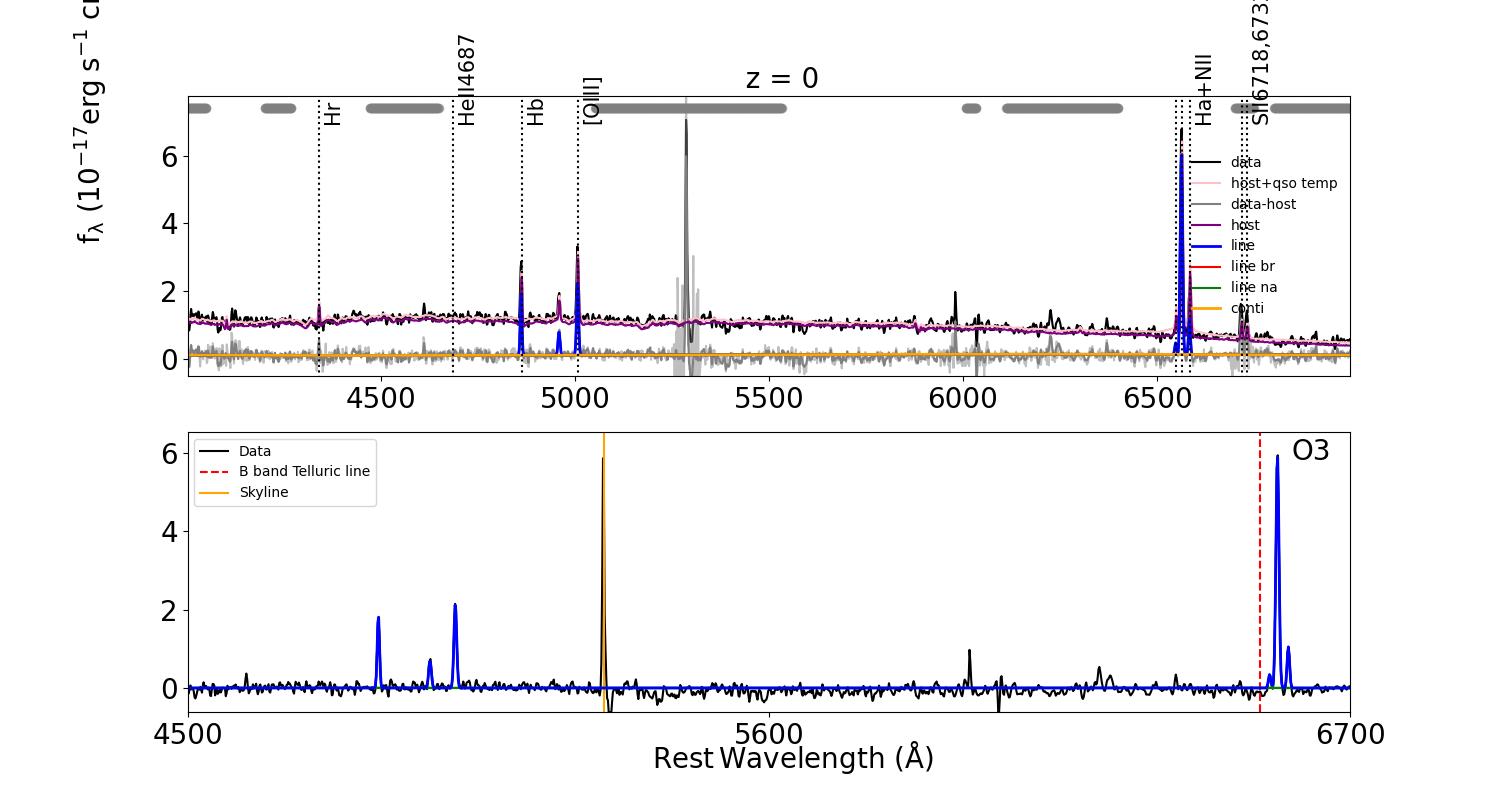 z = 0
f_λ (10^−17 erg s^−1 c
Hr
HeII4687
Hb
[OIII]
Ha+NII
SII6718,673
6
4
2
0
data
host+qso temp
data-host
host
line
line br
line na
conti
4500
5000
5500
6000
6500
Data
B band Telluric line
Skyline
O3
6
4
2
0
4500
5600
6700
Rest Wavelength (Å)